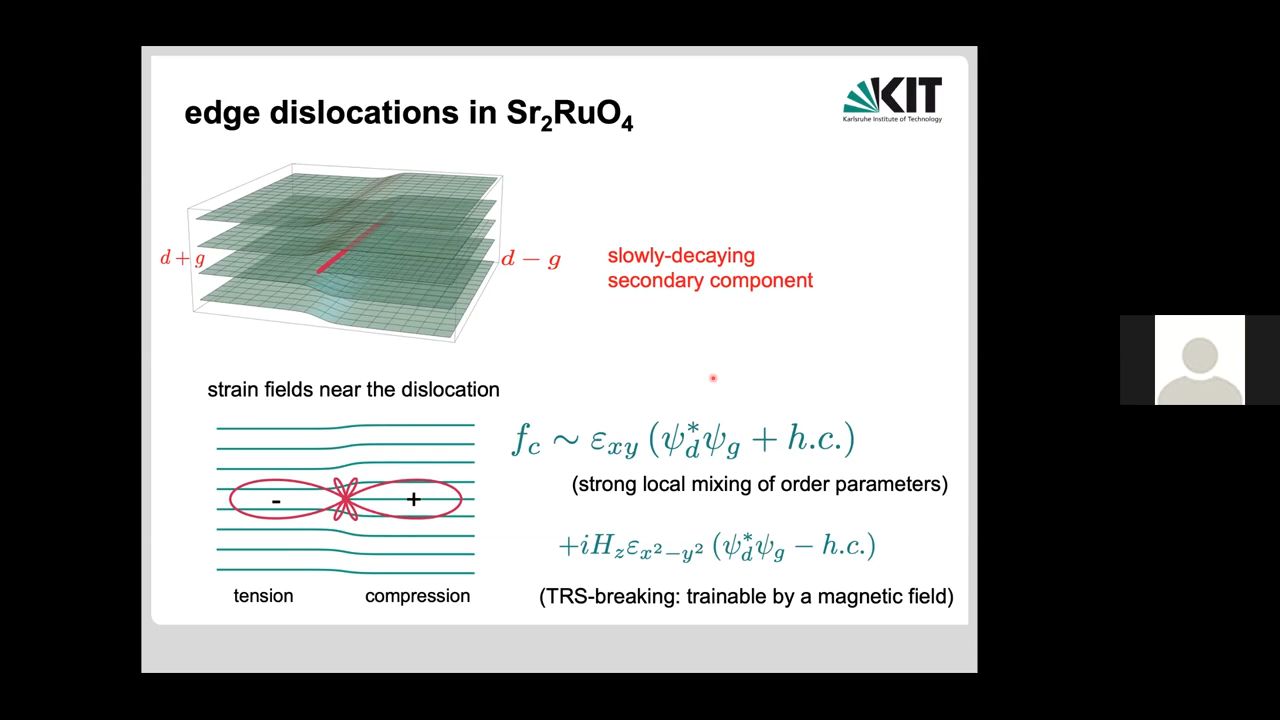 edge dislocations in Sr₂RuO₄
KIT
Karlsruhe Institute of Technology
d + g
d − g
slowly-decaying
secondary component
strain fields near the dislocation
- +
tension compression
f_c ∼ ε_{xy} (ψ_d^* ψ_g + h.c.)
(strong local mixing of order parameters)
+iH_z ε_{x²−y²} (ψ_d^* ψ_g − h.c.)
(TRS-breaking: trainable by a magnetic field)